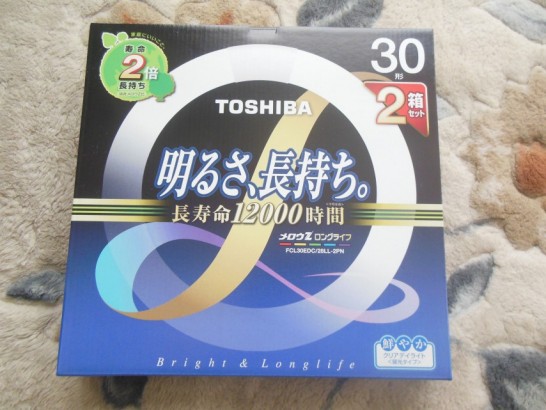 寿命
2倍
長持ち
30
形
2箱
セット
TOSHIBA
明るさ、長持ち。
長寿命12000時間
メロウZ ロングライフ
FCL30EDC/28LL-2PN
鮮やか
クリアデイライト
Bright & Longlife